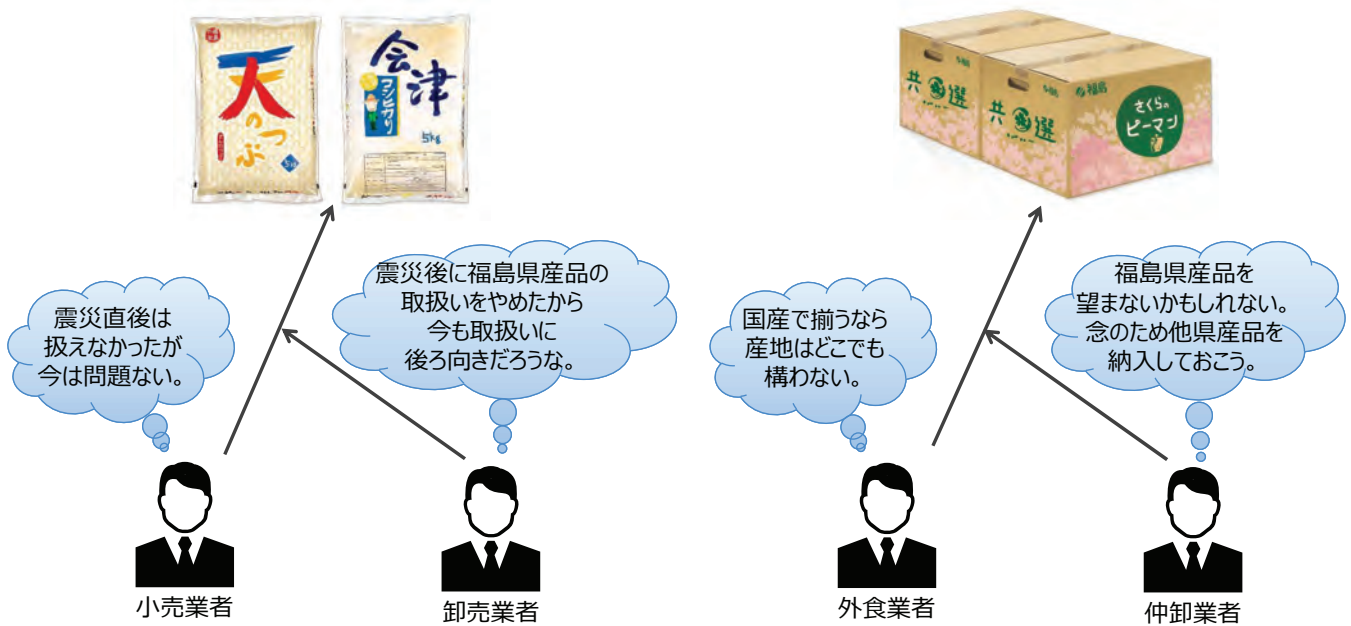 天のつぶ
5kg
会津
コシヒカリ
5kg
共選
共選
福島
さくらの
ピーマン
震災直後は
扱えなかったが
今は問題ない。
震災後に福島県産品の
取扱いをやめたから
今も取扱いに
後ろ向きだろうな。
国産で揃うなら
産地はどこでも
構わない。
福島県産品を
望まないかもしれない。
念のため他県産品を
納入しておこう。
小売業者
卸売業者
外食業者
仲卸業者